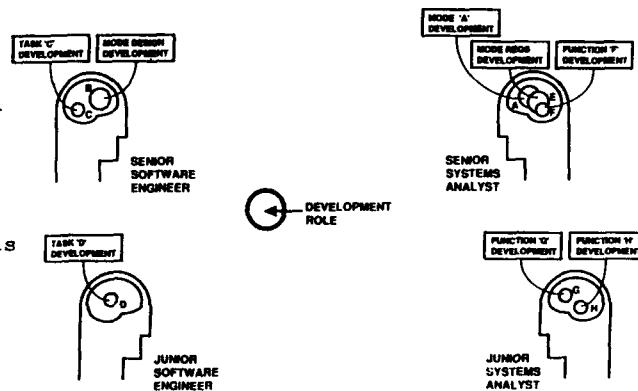 MODE 'A'
DEVELOPMENT
TASK 'C'
DEVELOPMENT
MODE DESIGN
DEVELOPMENT
MODE REQS
DEVELOPMENT
FUNCTION 'F'
DEVELOPMENT
B
C
A
E
F
SENIOR
SOFTWARE
ENGINEER
SENIOR
SYSTEMS
ANALYST
DEVELOPMENT
ROLE
TASK 'D'
DEVELOPMENT
FUNCTION 'G'
DEVELOPMENT
FUNCTION 'H'
DEVELOPMENT
D
G
H
JUNIOR
SOFTWARE
ENGINEER
JUNIOR
SYSTEMS
ANALYST